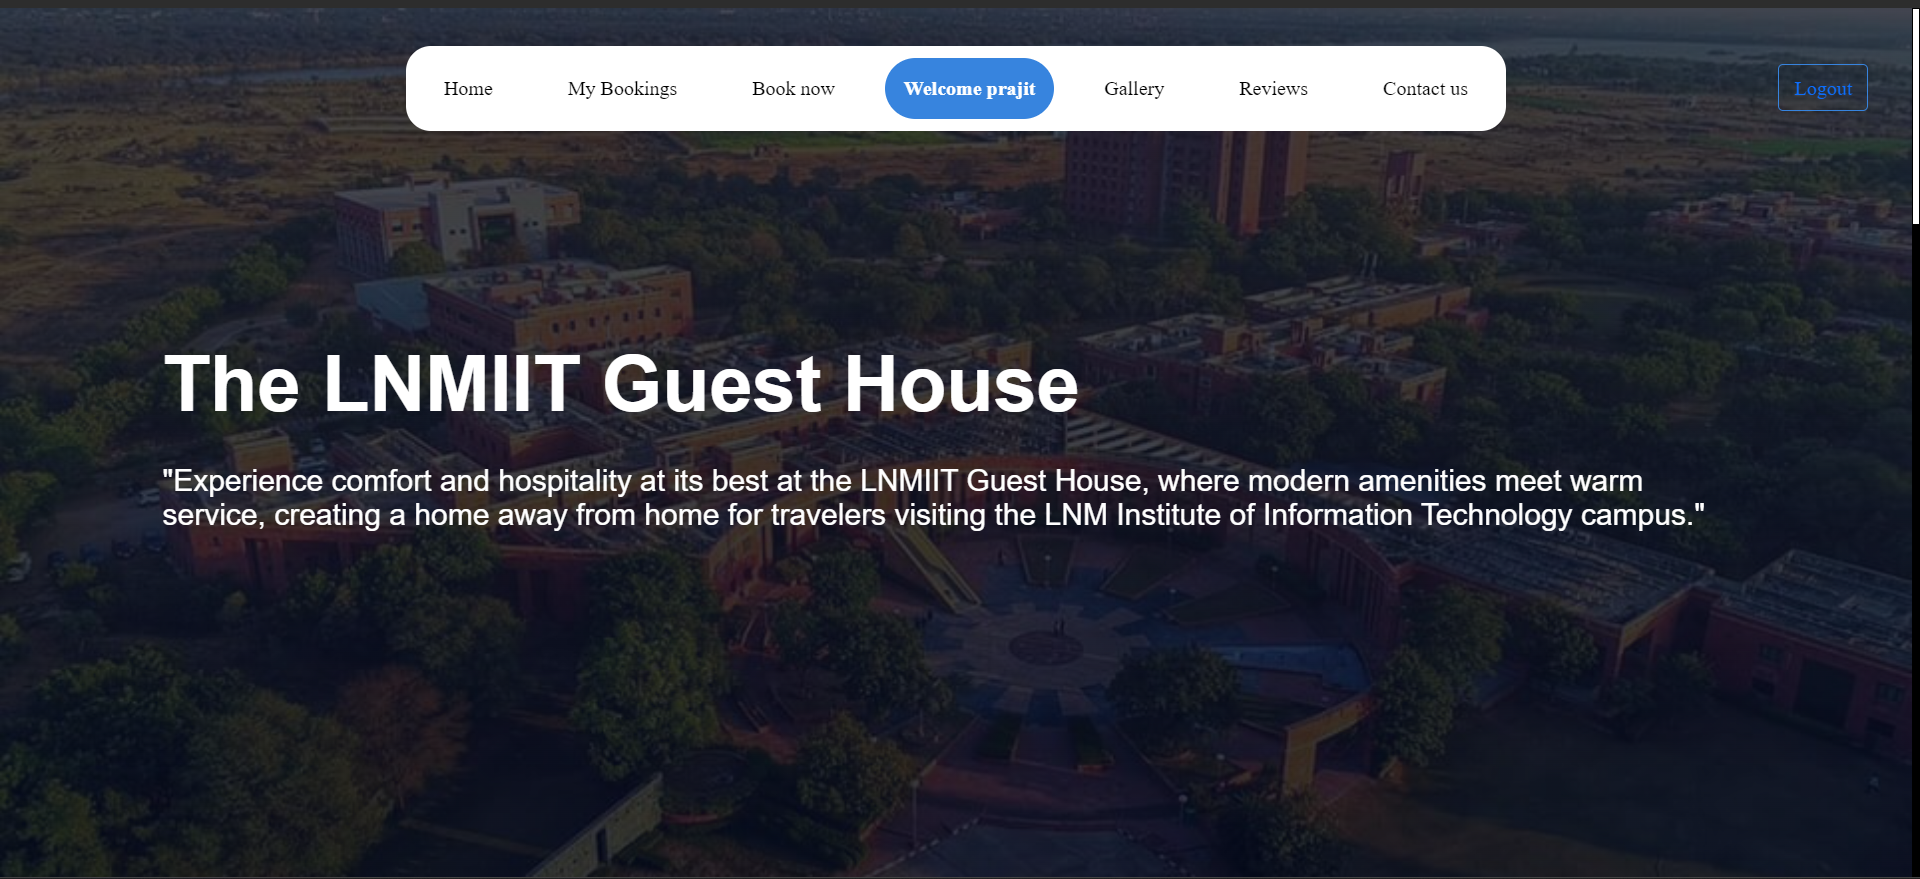 Home My Bookings Book now Welcome prajit Gallery Reviews Contact us Logout
The LNMIIT Guest House
"Experience comfort and hospitality at its best at the LNMIIT Guest House, where modern amenities meet warm
service, creating a home away from home for travelers visiting the LNM Institute of Information Technology campus."